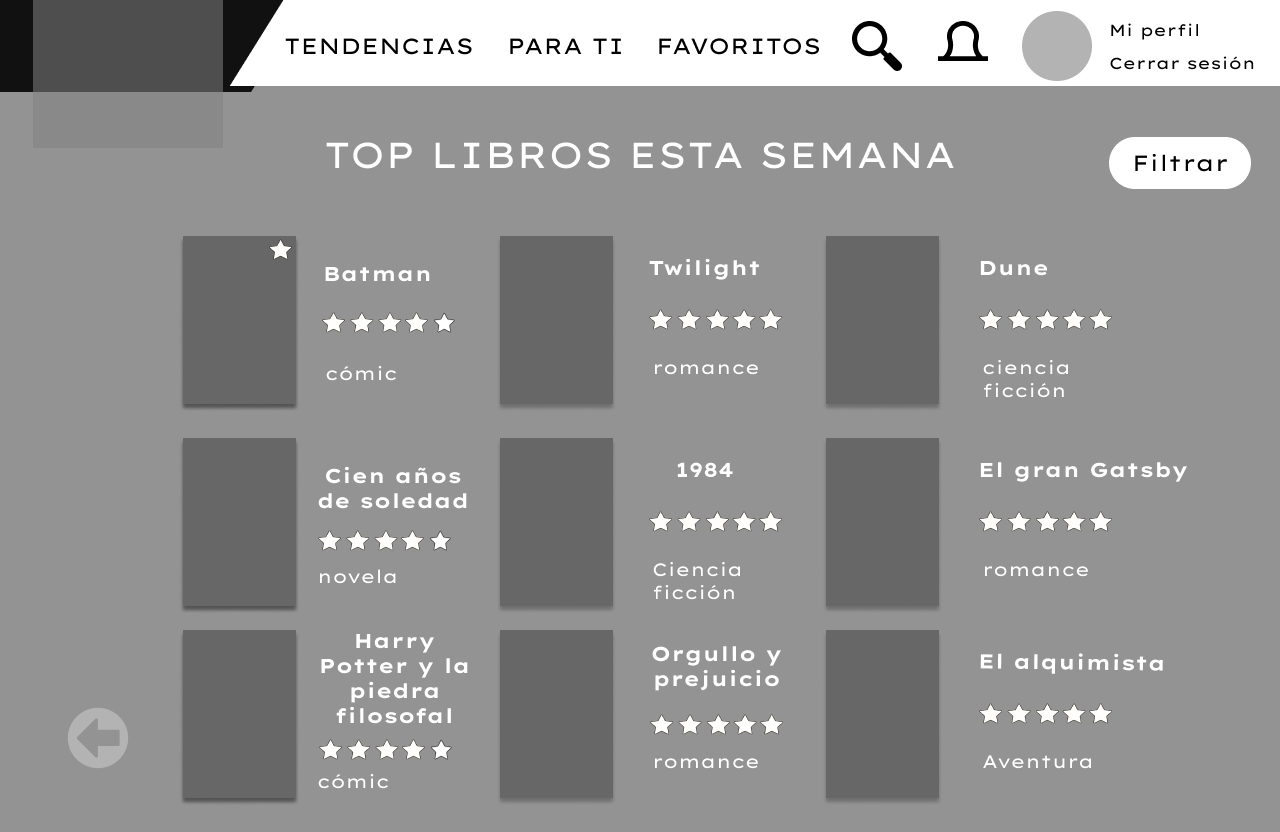 TENDENCIAS PARA TI FAVORITOS
Mi perfil
Cerrar sesión
TOP LIBROS ESTA SEMANA
Filtrar
Batman
cómic
Twilight
romance
Dune
ciencia
ficción
Cien años
de soledad
novela
1984
Ciencia
ficción
El gran Gatsby
romance
Harry
Potter y la
piedra
filosofal
cómic
Orgullo y
prejuicio
romance
El alquimista
Aventura